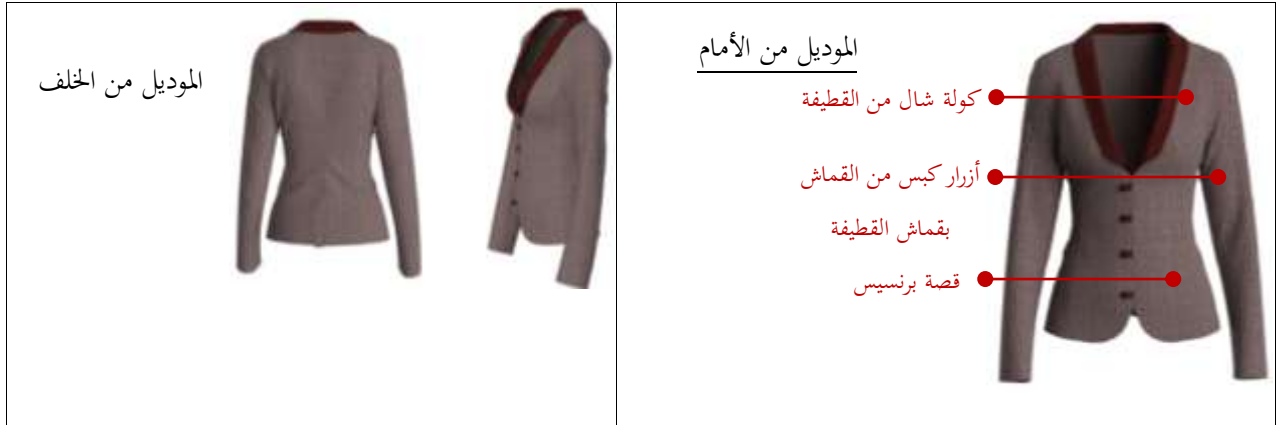 الموديل من الأمام
كولة شال من القطيفة
أزرار كبس من القماش
بقماش القطيفة
قصة برنسيس
الموديل من الخلف